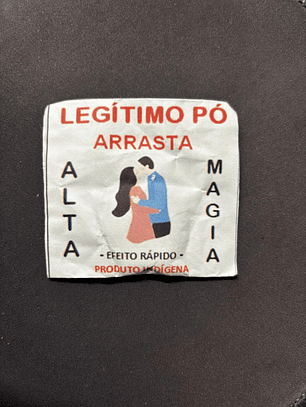 LEGÍTIMO PÓ
ARRASTA
ALTA
MAGIA
- EFEITO RÁPIDO -
PRODUTO INDÍGENA